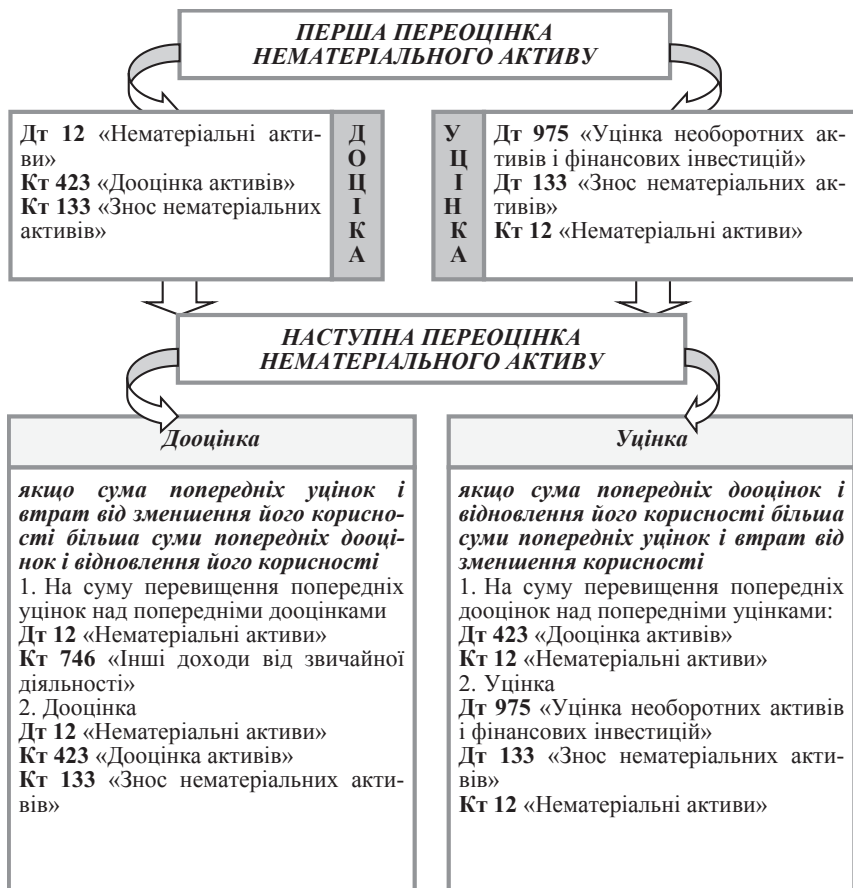 ПЕРША ПЕРЕОЦІНКА
НЕМАТЕРІАЛЬНОГО АКТИВУ
Дт 12 «Нематеріальні акти-
ви»
Кт 423 «Дооцінка активів»
Кт 133 «Знос нематеріальних
активів»
Д
О
Ц
І
К
А
У
Ц
І
Н
К
А
Дт 975 «Уцінка необоротних ак-
тивів і фінансових інвестицій»
Дт 133 «Знос нематеріальних ак-
тивів»
Кт 12 «Нематеріальні активи»
НАСТУПНА ПЕРЕОЦІНКА
НЕМАТЕРІАЛЬНОГО АКТИВУ
Дооцінка
якщо сума попередніх уцінок і
втрат від зменшення його корисно-
сті більша суми попередніх дооці-
нок і відновлення його корисності
1. На суму перевищення попередніх
уцінок над попередніми дооцінками
Дт 12 «Нематеріальні активи»
Кт 746 «Інші доходи від звичайної
діяльності»
2. Дооцінка
Дт 12 «Нематеріальні активи»
Кт 423 «Дооцінка активів»
Кт 133 «Знос нематеріальних акти-
вів»
Уцінка
якщо сума попередніх дооцінок і
відновлення його корисності більша
суми попередніх уцінок і втрат від
зменшення корисності
1. На суму перевищення попередніх
дооцінок над попередніми уцінками:
Дт 423 «Дооцінка активів»
Кт 12 «Нематеріальні активи»
2. Уцінка
Дт 975 «Уцінка необоротних активів
і фінансових інвестицій»
Дт 133 «Знос нематеріальних акти-
вів»
Кт 12 «Нематеріальні активи»